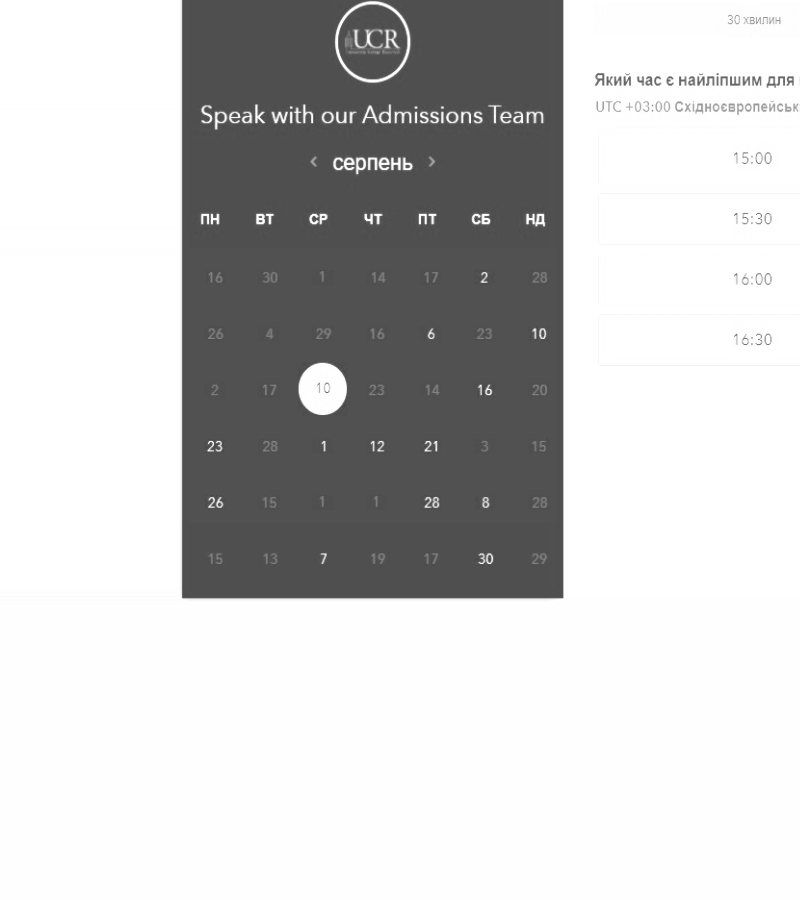 UCR
Speak with our Admissions Team
‹ серпень ›
ПН ВТ СР ЧТ ПТ СБ НД
16 30 1 14 17 2 28
26 4 29 16 6 23 10
2 17 10 23 14 16 20
23 28 1 12 21 3 15
26 15 1 1 28 8 28
15 13 7 19 17 30 29
30 хвилин
Який час є найліпшим для
UTC +03:00 Східноєвропейськ
15:00
15:30
16:00
16:30